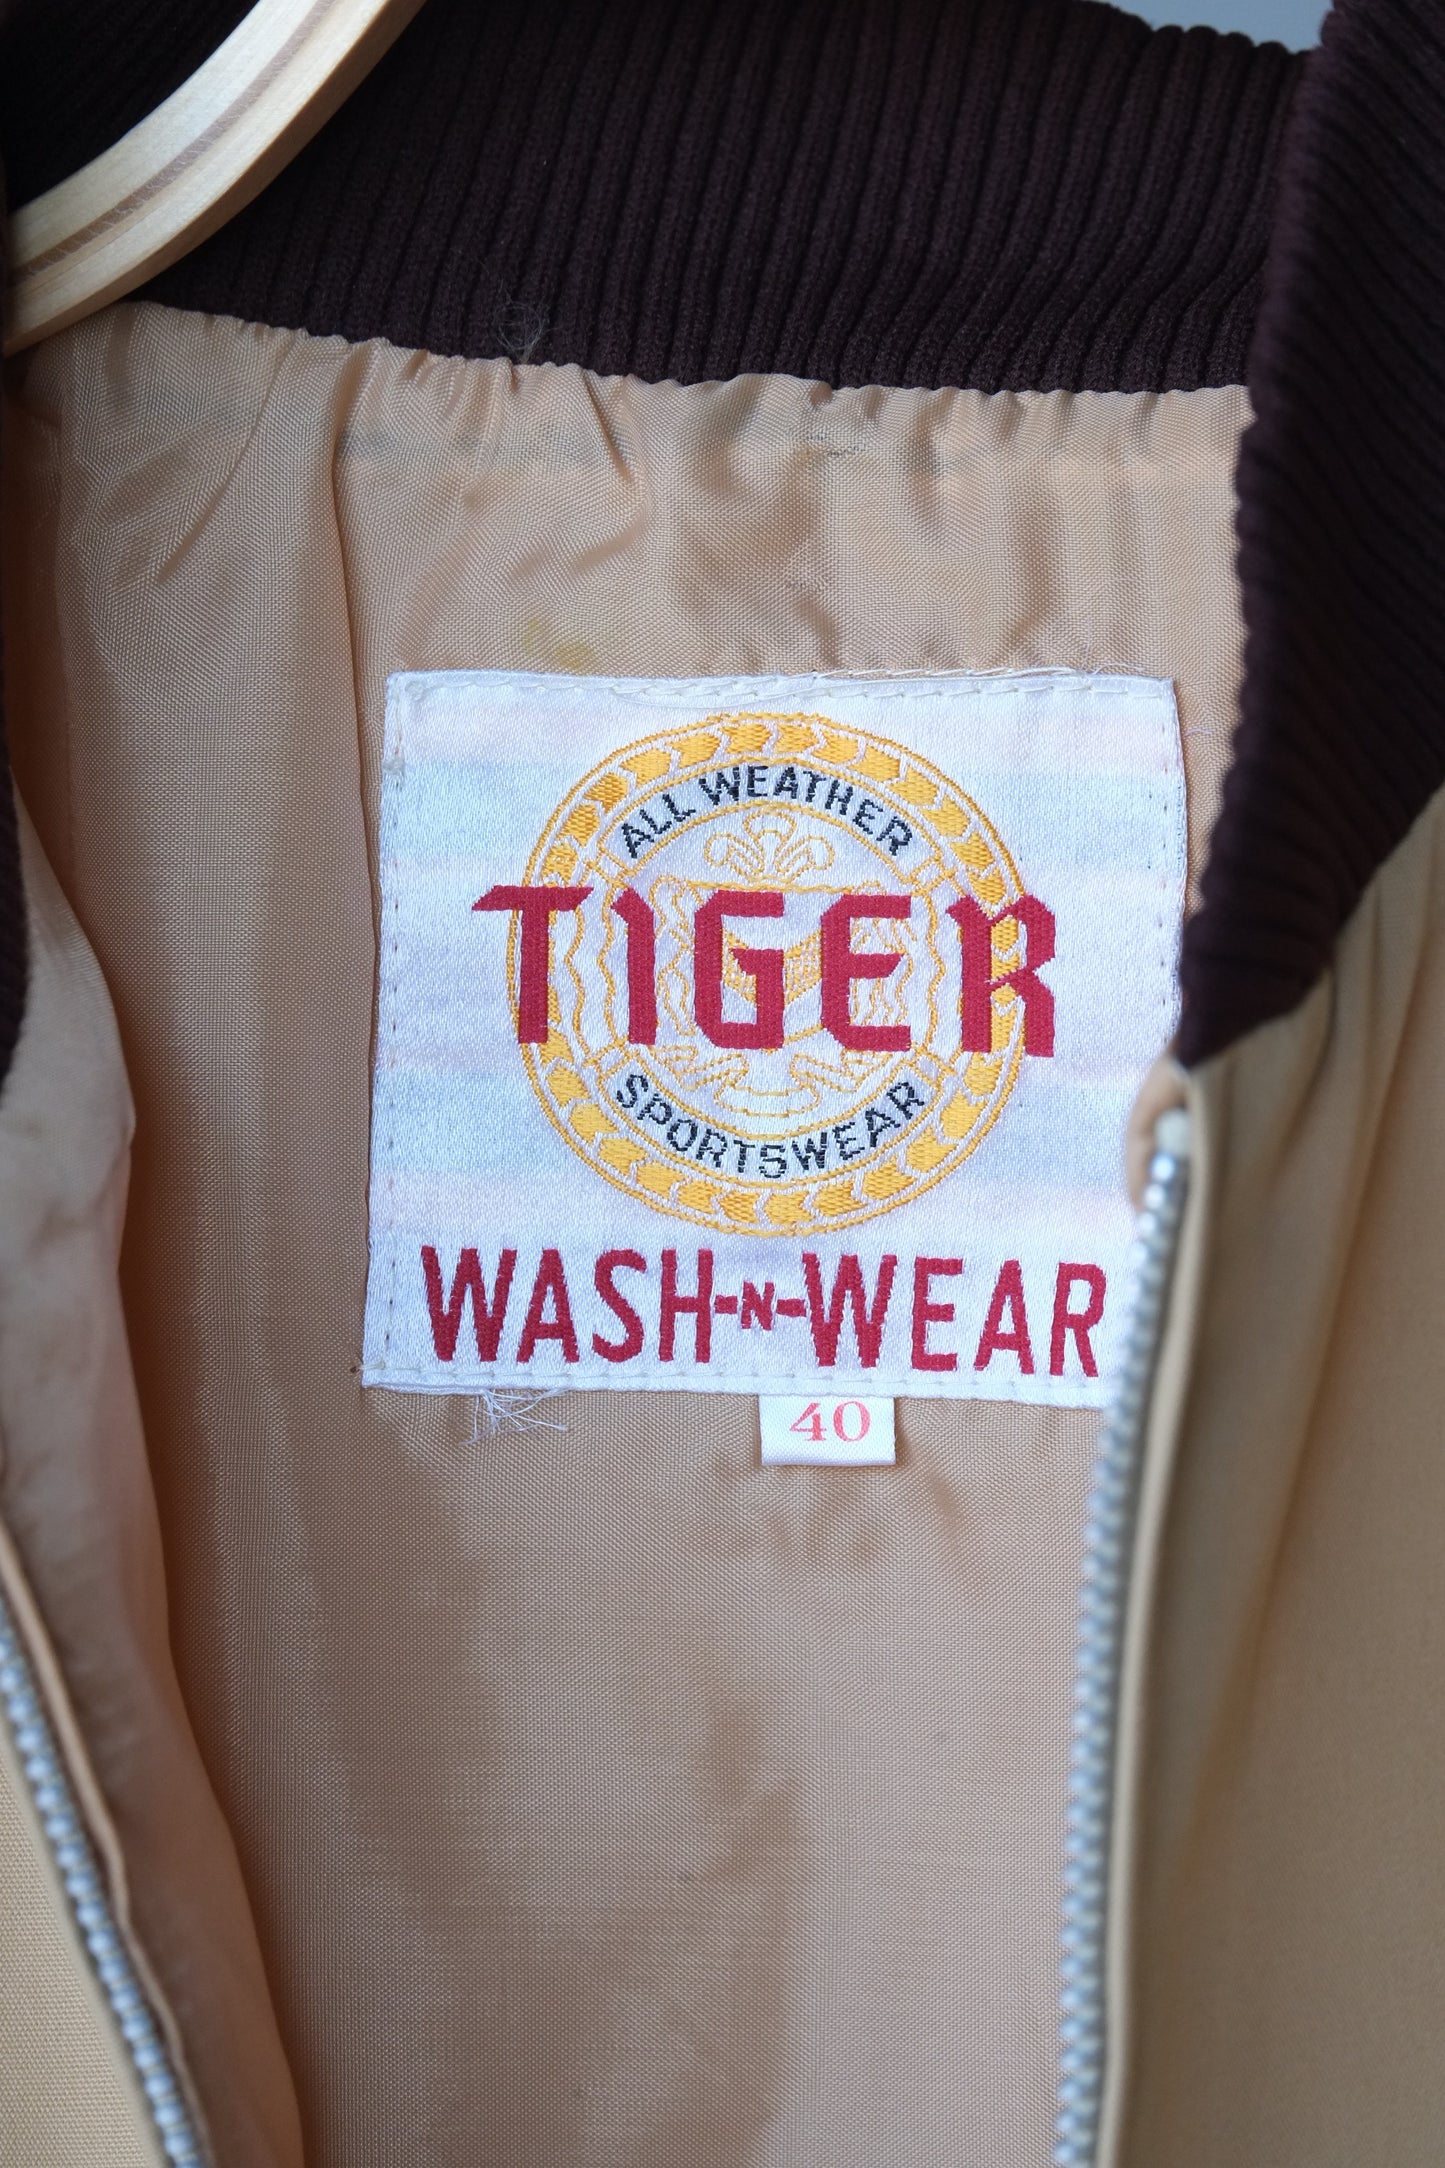 ALL WEATHER
TIGER
SPORTSWEAR
WASH-N-WEAR
40